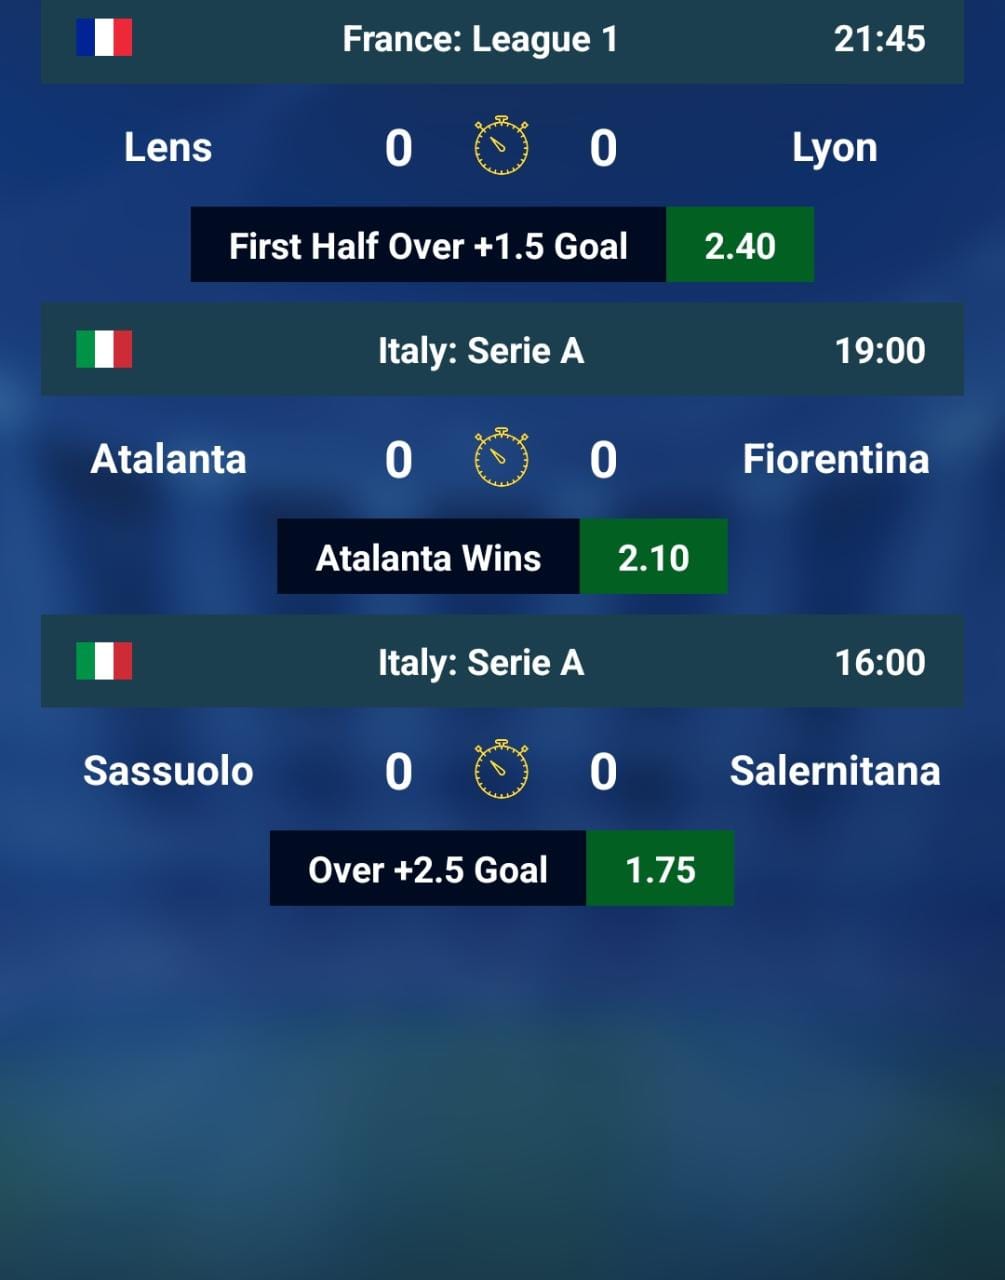 France: League 1 21:45
Lens 0 0 Lyon
First Half Over +1.5 Goal 2.40
Italy: Serie A 19:00
Atalanta 0 0 Fiorentina
Atalanta Wins 2.10
Italy: Serie A 16:00
Sassuolo 0 0 Salernitana
Over +2.5 Goal 1.75